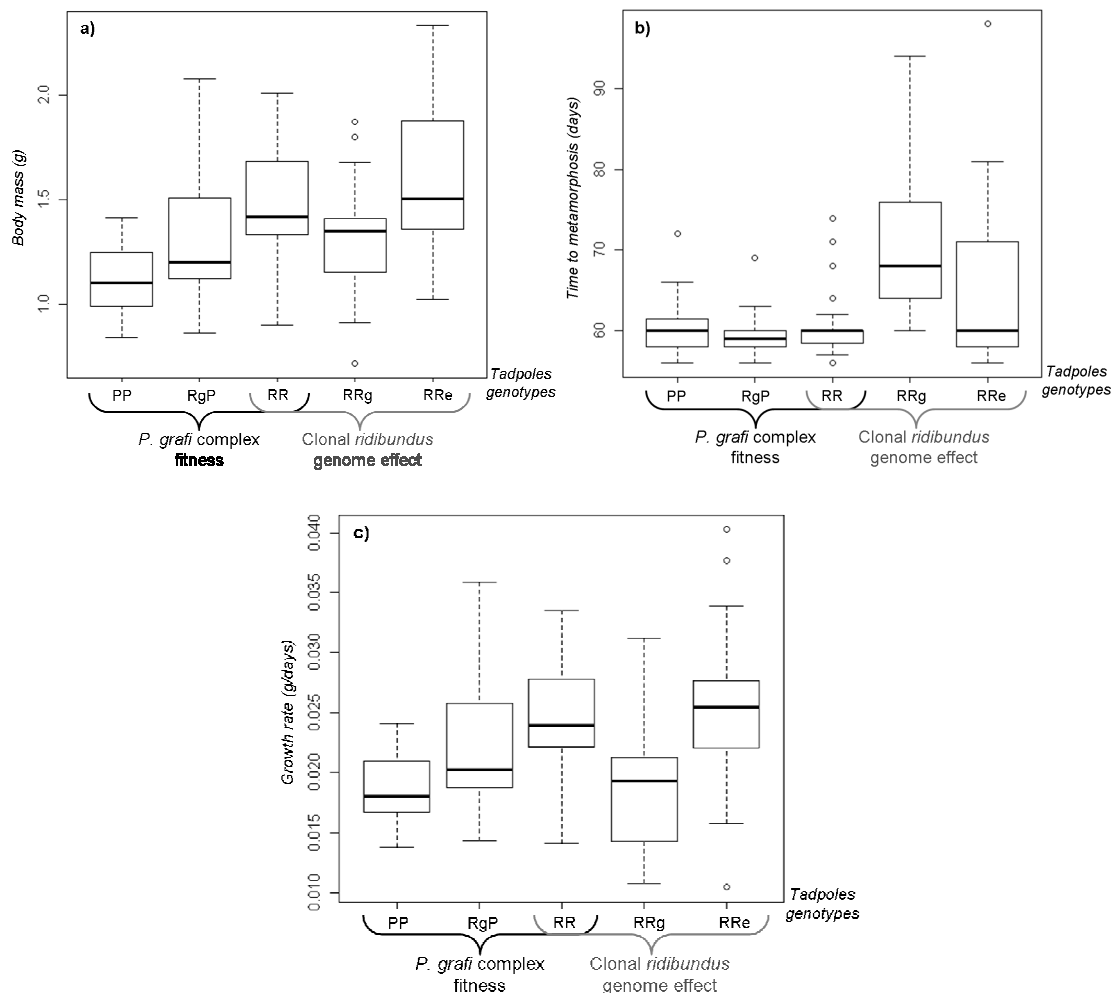 a)
Body mass (g)
2.0
1.5
1.0
PP RgP RR RRg RRe
Tadpoles
genotypes
P. grafi complex
fitness
Clonal ridibundus
genome effect
b)
Time to metamorphosis (days)
90
80
70
60
PP RgP RR RRg RRe
Tadpoles
genotypes
P. grafi complex
fitness
Clonal ridibundus
genome effect
c)
Growth rate (g/days)
0.040
0.035
0.030
0.025
0.020
0.015
0.010
PP RgP RR RRg RRe
Tadpoles
genotypes
P. grafi complex
fitness
Clonal ridibundus
genome effect